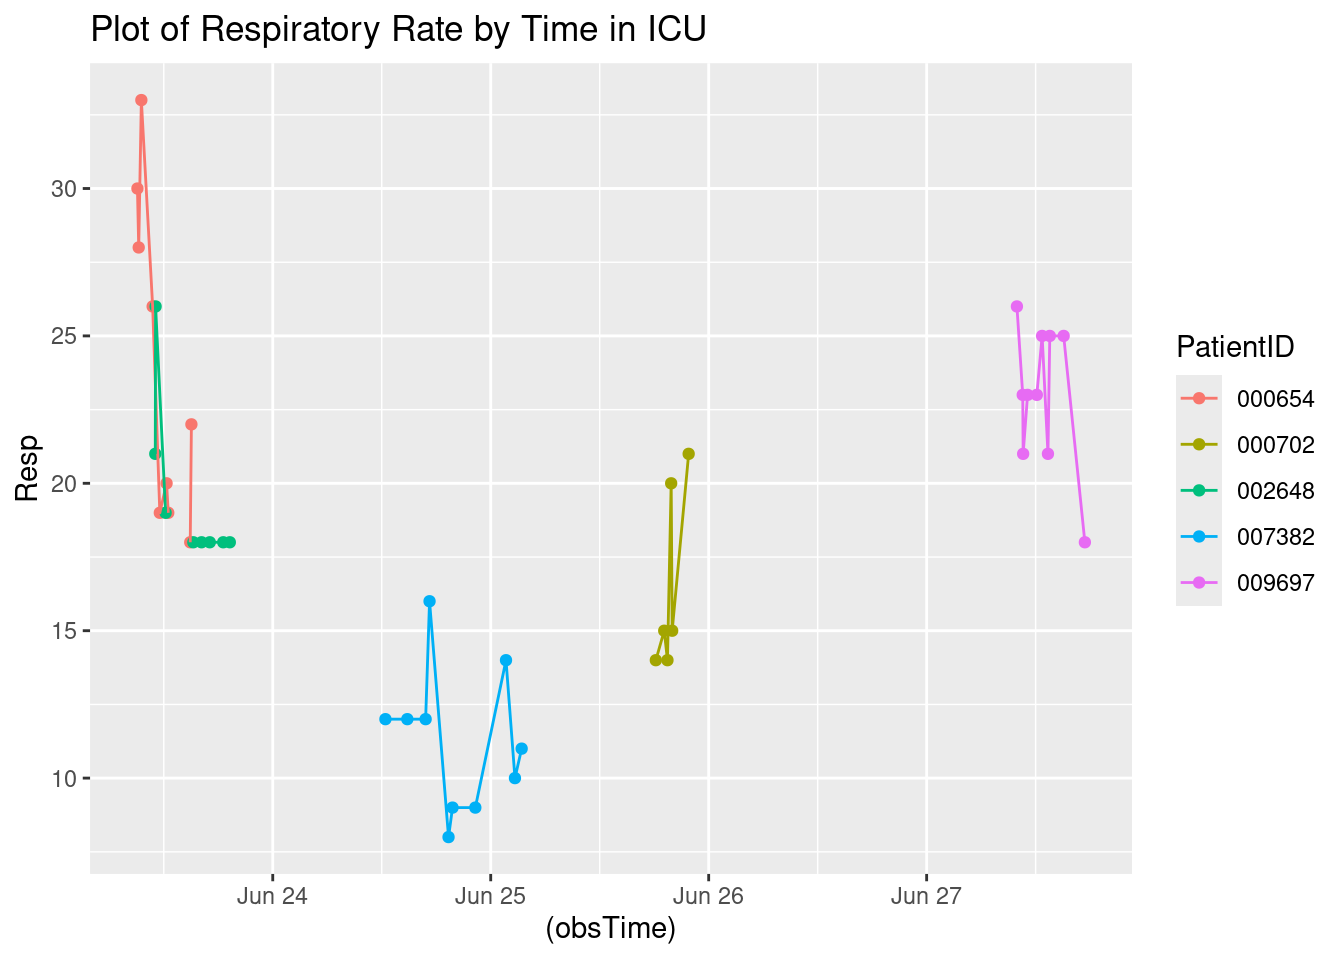 Plot of Respiratory Rate by Time in ICU
Resp
30
25
20
15
10
Jun 24 Jun 25 Jun 26 Jun 27
(obsTime)
PatientID
000654
000702
002648
007382
009697